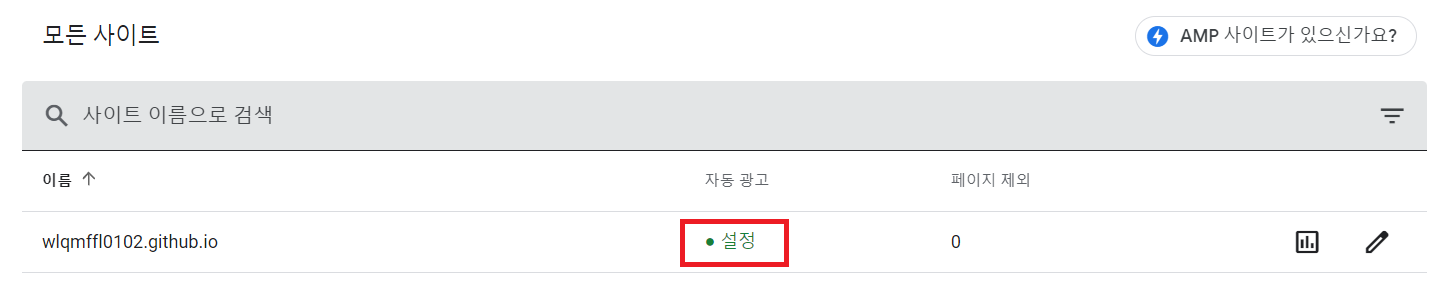 모든 사이트
AMP 사이트가 있으신가요?
사이트 이름으로 검색
이름 자동 광고 페이지 제외
wlqmffl0102.github.io 설정 0